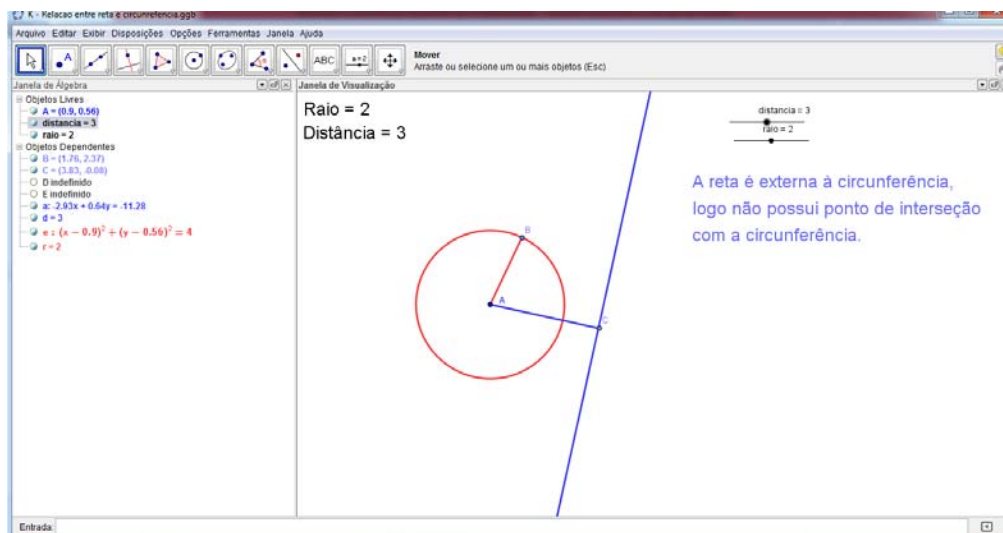 K - Relacao entre reta e circunferencia.ggb
Arquivo Editar Exibir Disposições Opções Ferramentas Janela Ajuda
ABC
a=2
Mover
Arraste ou selecione um ou mais objetos (Esc)
Janela de Álgebra
Objetos Livres
A = (0.9, 0.56)
distancia = 3
raio = 2
Objetos Dependentes
B = (1.76, 2.37)
C = (3.83, -0.08)
D indefinido
E indefinido
a: -2.93x + 0.64y = -11.28
d = 3
e : (x − 0.9)² + (y − 0.56)² = 4
r = 2
Janela de Visualização
Raio = 2
Distância = 3
distancia = 3
raio = 2
A reta é externa à circunferência,
logo não possui ponto de interseção
com a circunferência.
B
A
C
Entrada: